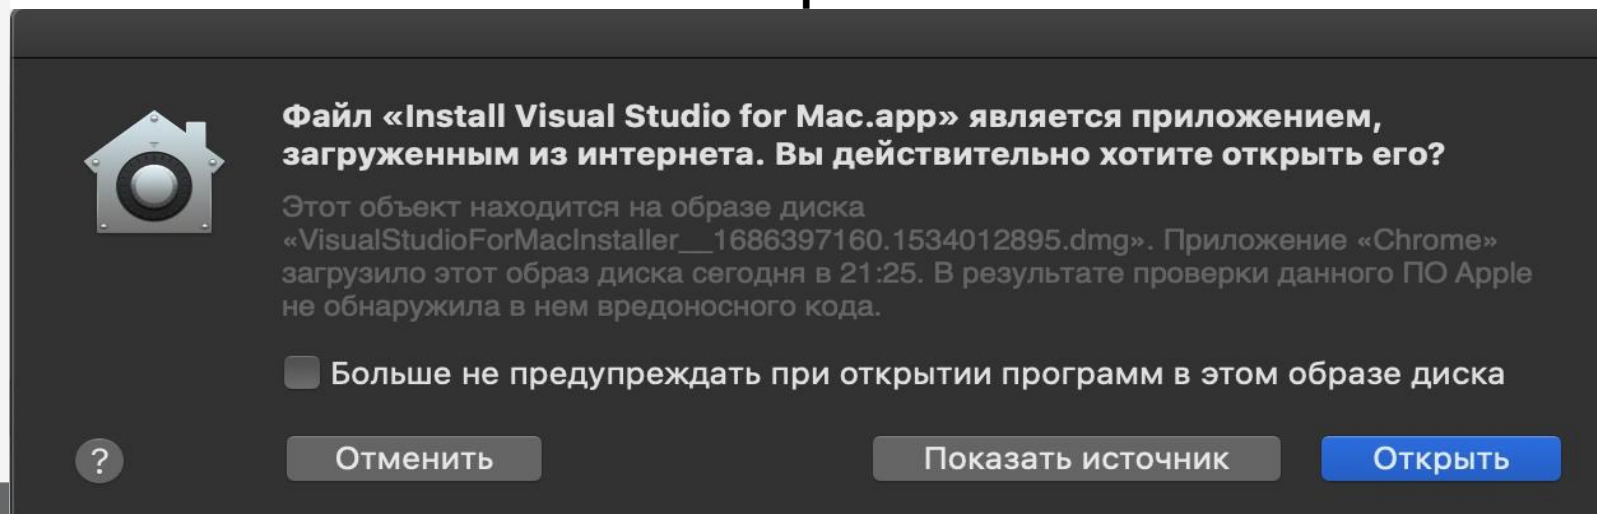 Файл «Install Visual Studio for Mac.app» является приложением,
загруженным из интернета. Вы действительно хотите открыть его?
Этот объект находится на образе диска
«VisualStudioForMacInstaller__1686397160.1534012895.dmg». Приложение «Chrome»
загрузило этот образ диска сегодня в 21:25. В результате проверки данного ПО Apple
не обнаружила в нем вредоносного кода.
Больше не предупреждать при открытии программ в этом образе диска
? Отменить Показать источник Открыть